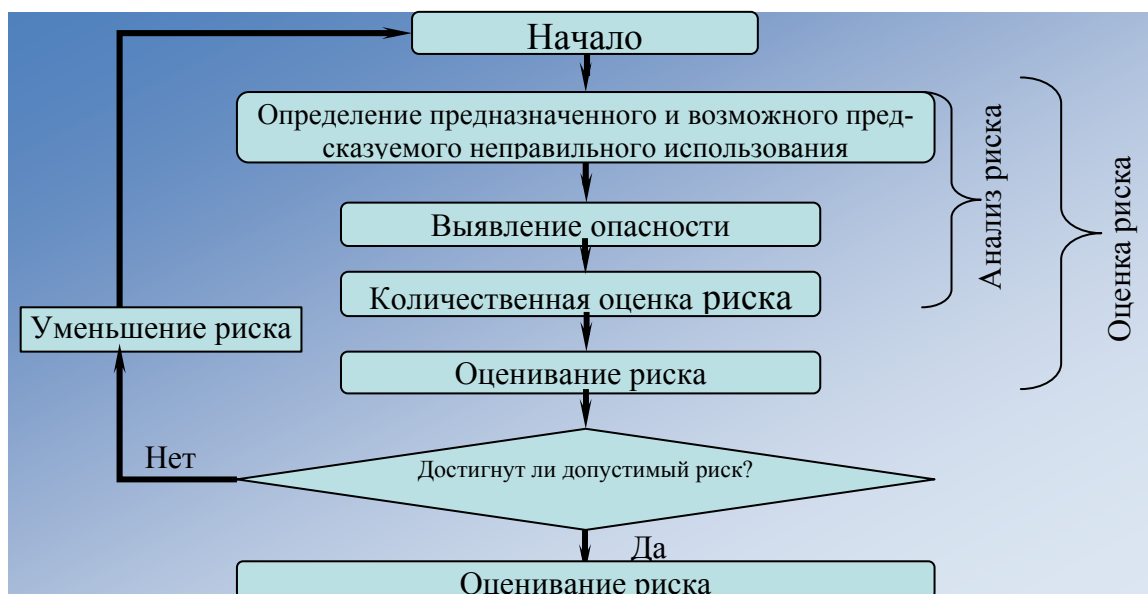 Начало
Определение предназначенного и возможного пред-
сказуемого неправильного использования
Выявление опасности
Количественная оценка риска
Оценивание риска
Достигнут ли допустимый риск?
Нет
Уменьшение риска
Да
Оценивание риска
Анализ риска
Оценка риска